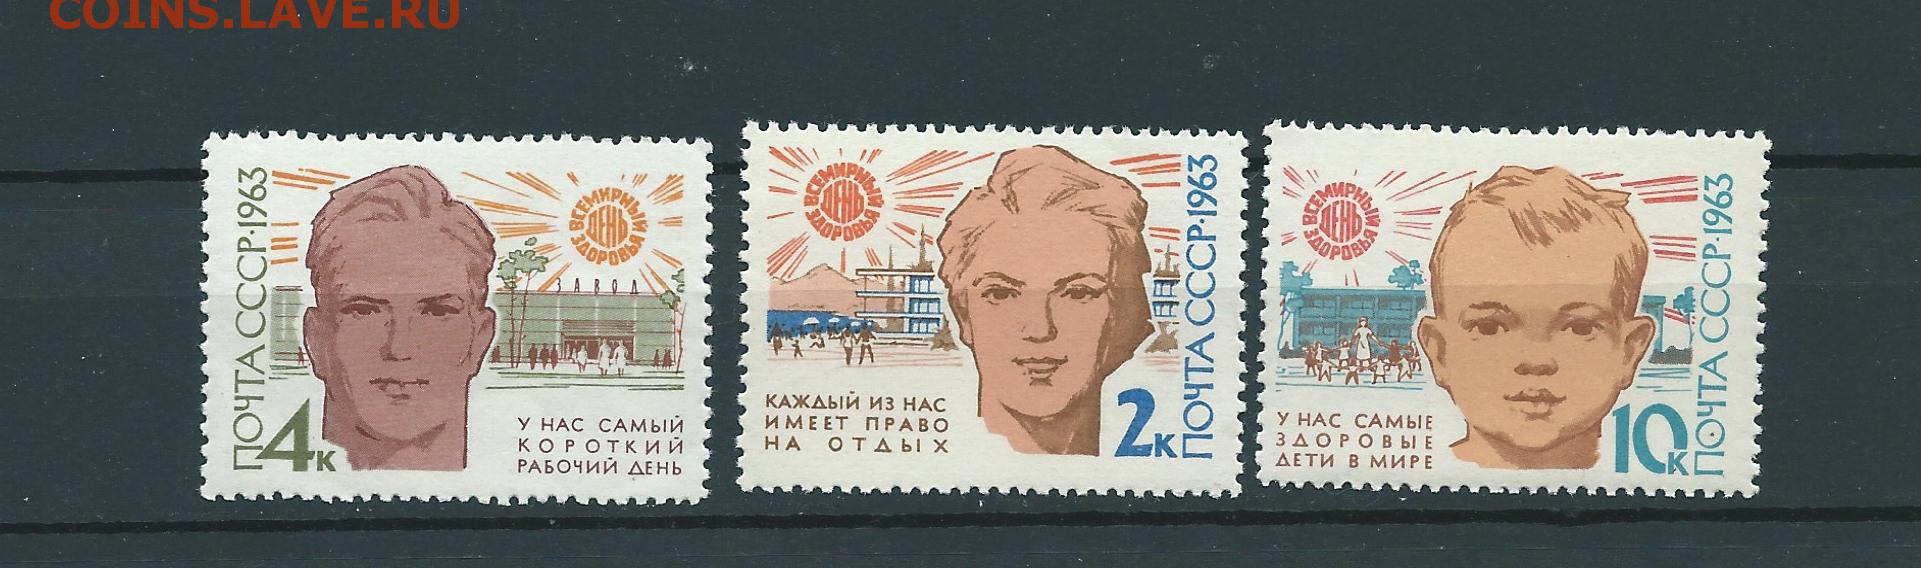 COINS.LAVE.RU
ПОЧТА СССР·1963
ВСЕМИРНЫЙ
ДЕНЬ
ЗДОРОВЬЯ
ЗАВОД
4к
У НАС САМЫЙ
КОРОТКИЙ
РАБОЧИЙ ДЕНЬ
ВСЕМИРНЫЙ
ДЕНЬ
ЗДОРОВЬЯ
КАЖДЫЙ ИЗ НАС
ИМЕЕТ ПРАВО
НА ОТДЫХ
2к
ПОЧТА СССР·1963
ВСЕМИРНЫЙ
ДЕНЬ
ЗДОРОВЬЯ
У НАС САМЫЕ
ЗДОРОВЫЕ
ДЕТИ В МИРЕ
10к
ПОЧТА СССР·1963